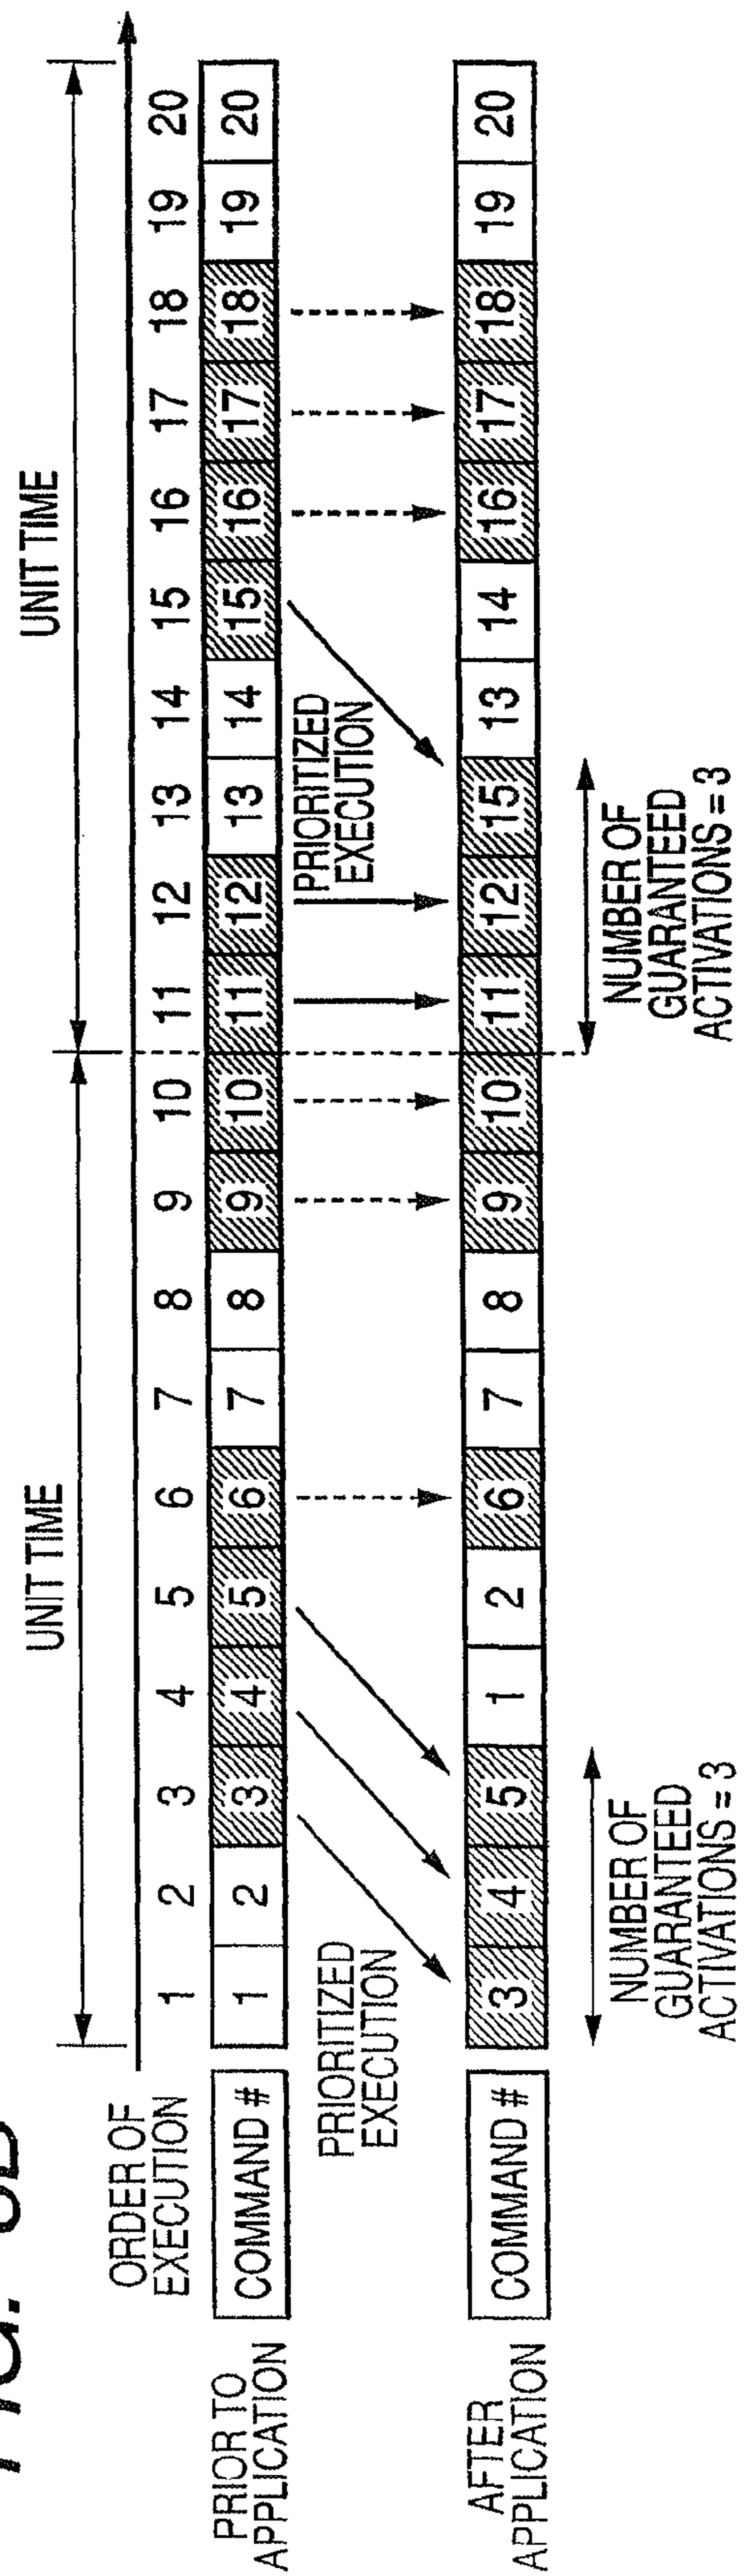 UNIT TIME
UNIT TIME
ORDER OF
EXECUTION
1 2 3 4 5 6 7 8 9 10 11 12 13 14 15 16 17 18 19 20
PRIOR TO
APPLICATION
COMMAND #
1 2 3 4 5 6 7 8 9 10 11 12 13 14 15 16 17 18 19 20
PRIORITIZED
EXECUTION
PRIORITIZED
EXECUTION
AFTER
APPLICATION
COMMAND #
3 4 5 1 2 6 7 8 9 10 11 12 15 13 14 16 17 18 19 20
NUMBER OF
GUARANTEED
ACTIVATIONS = 3
NUMBER OF
GUARANTEED
ACTIVATIONS = 3